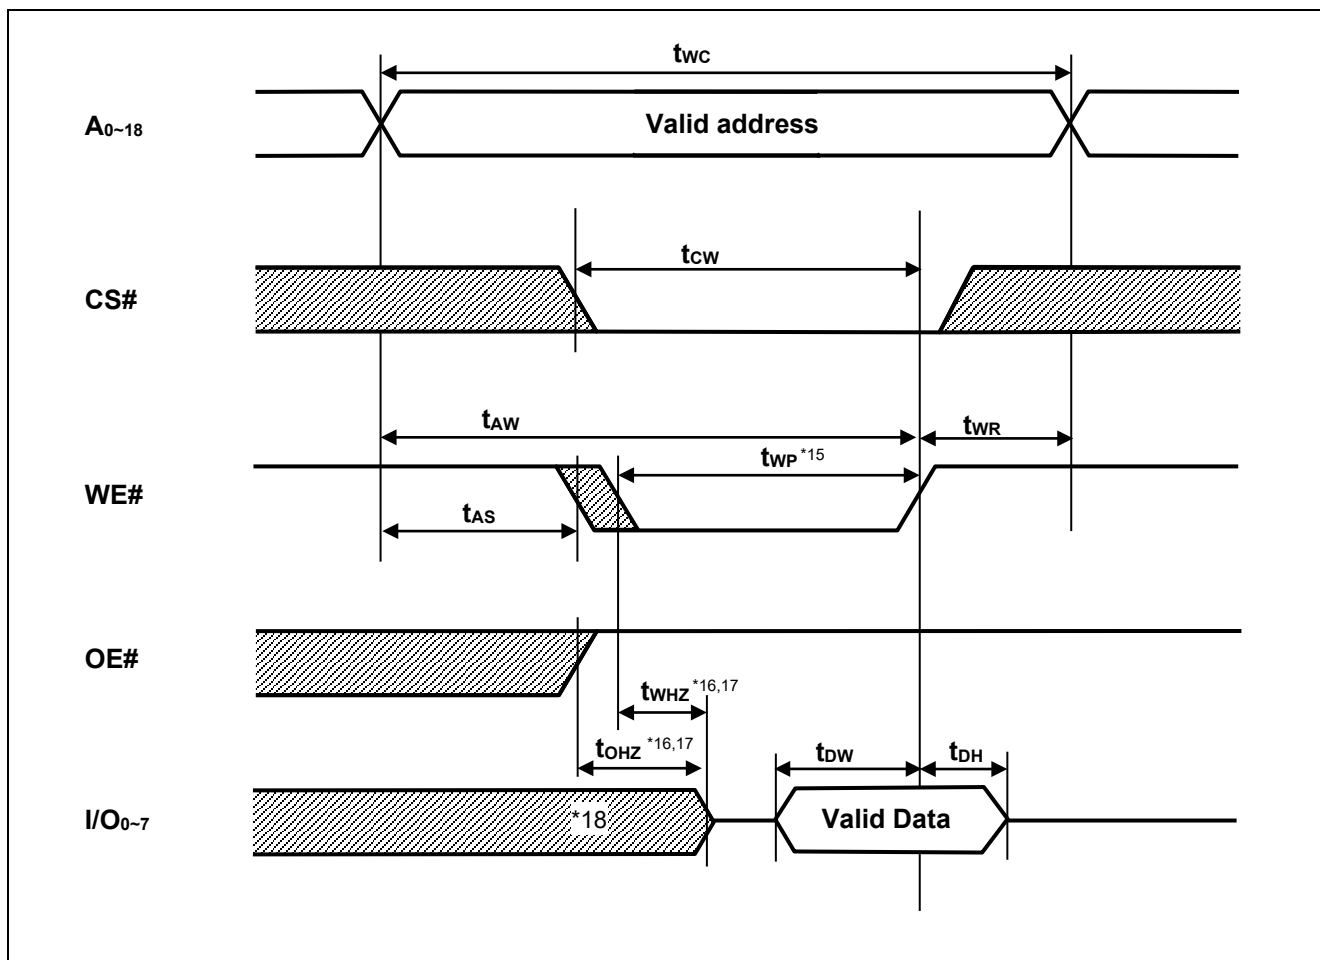 tWC
A0~18
Valid address
tCW
CS#
tAW
tWR
tWP *15
WE#
tAS
OE#
tWHZ *16,17
tOHZ *16,17
tDW
tDH
I/O0~7
*18
Valid Data